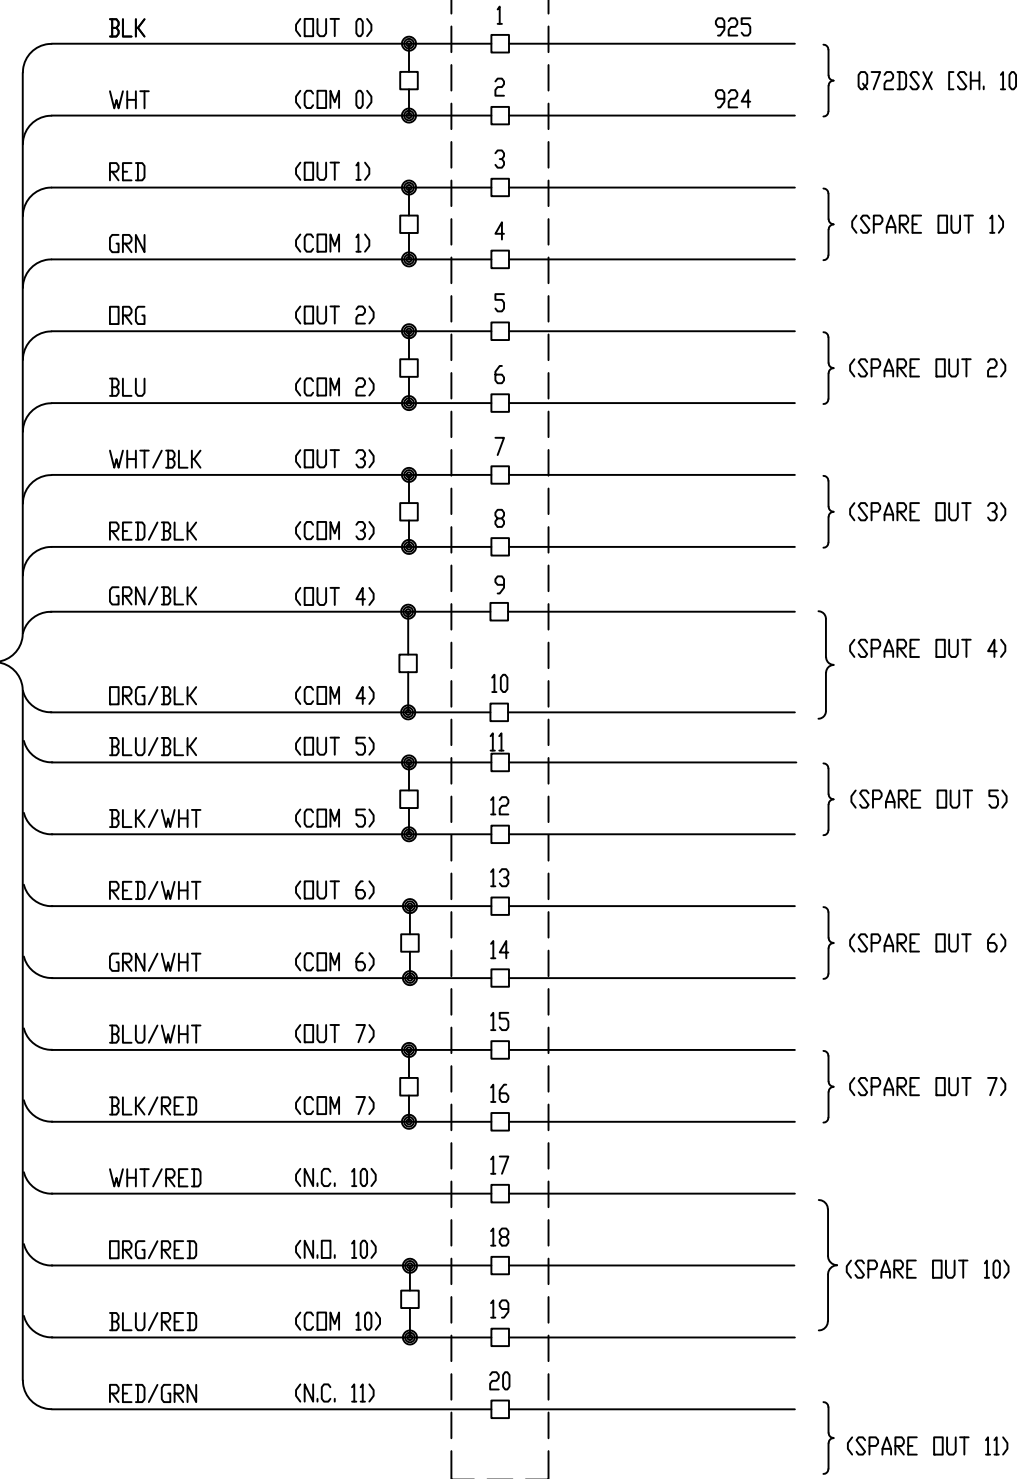 1
BLK (OUT 0) 925
Q72DSX [SH. 10
2
WHT (COM 0) 924
3
RED (OUT 1)
(SPARE OUT 1)
4
GRN (COM 1)
5
ORG (OUT 2)
(SPARE OUT 2)
6
BLU (COM 2)
7
WHT/BLK (OUT 3)
(SPARE OUT 3)
8
RED/BLK (COM 3)
9
GRN/BLK (OUT 4)
(SPARE OUT 4)
10
ORG/BLK (COM 4)
11
BLU/BLK (OUT 5)
(SPARE OUT 5)
12
BLK/WHT (COM 5)
13
RED/WHT (OUT 6)
(SPARE OUT 6)
14
GRN/WHT (COM 6)
15
BLU/WHT (OUT 7)
(SPARE OUT 7)
16
BLK/RED (COM 7)
17
WHT/RED (N.C. 10)
18
ORG/RED (N.O. 10)
(SPARE OUT 10)
19
BLU/RED (COM 10)
20
RED/GRN (N.C. 11)
(SPARE OUT 11)